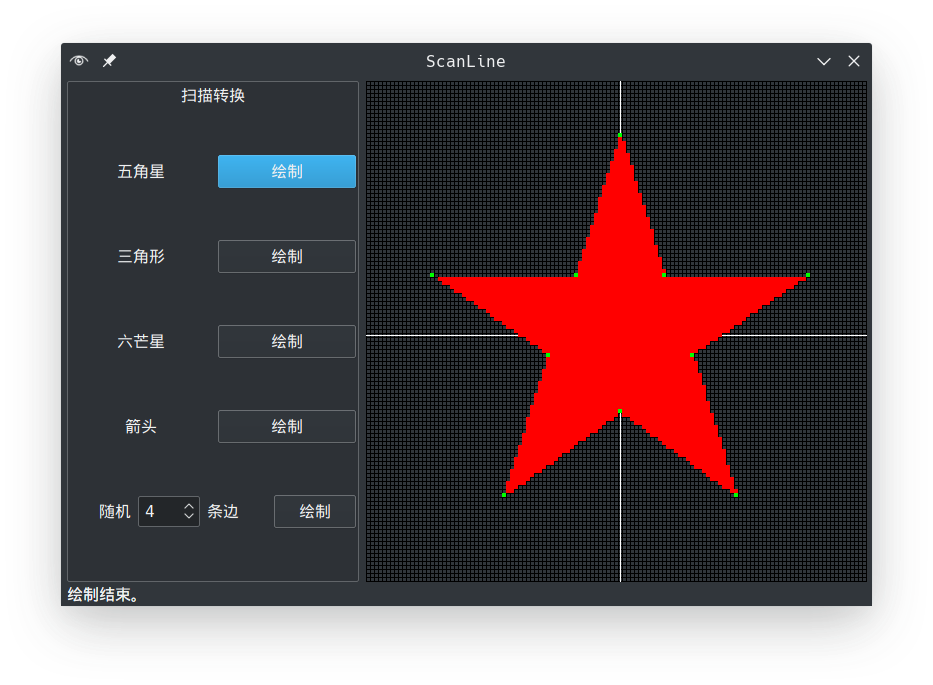 ScanLine
扫描转换
五角星 绘制
三角形 绘制
六芒星 绘制
箭头 绘制
随机 4 条边 绘制
绘制结束。